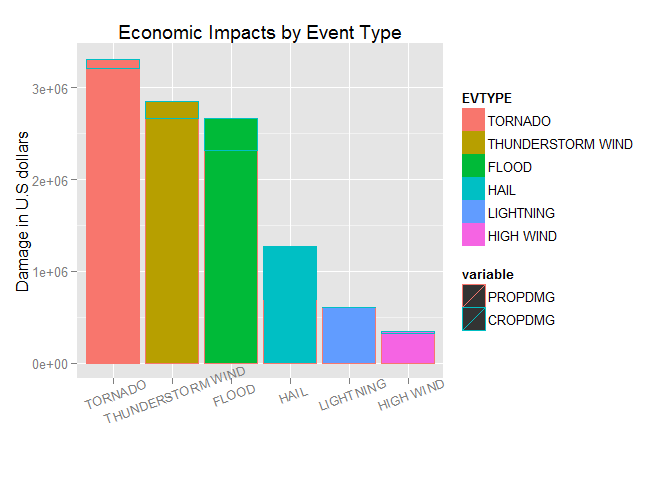 Economic Impacts by Event Type
Damage in U.S dollars
3e+06
2e+06
1e+06
0e+00
TORNADO
THUNDERSTORM WIND
FLOOD
HAIL
LIGHTNING
HIGH WIND
EVTYPE
TORNADO
THUNDERSTORM WIND
FLOOD
HAIL
LIGHTNING
HIGH WIND
variable
PROPDMG
CROPDMG